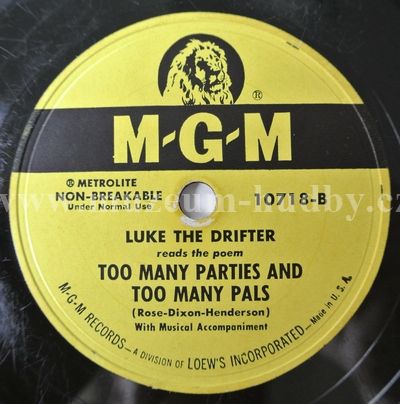 ®
M-G-M
® METROLITE
NON-BREAKABLE
Under Normal Use
10718-B
LUKE THE DRIFTER
reads the poem
TOO MANY PARTIES AND
TOO MANY PALS
(Rose-Dixon-Henderson)
With Musical Accompaniment
M-G-M RECORDS—A DIVISION OF LOEW'S INCORPORATED—Made in U. S. A.